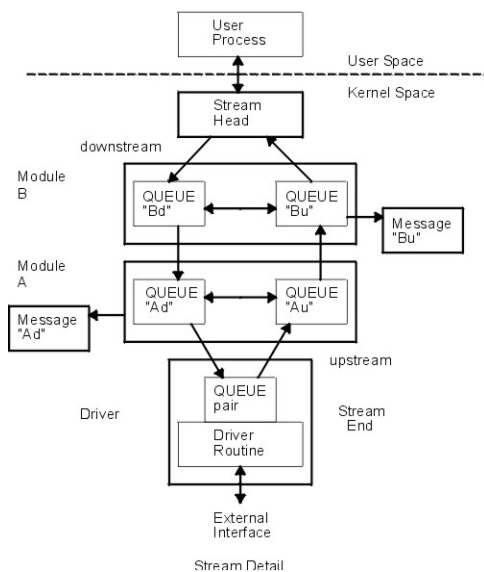 User
Process
User Space
Kernel Space
Stream
Head
downstream
Module
B
QUEUE
"Bd"
QUEUE
"Bu"
Message
"Bu"
Module
A
QUEUE
"Ad"
QUEUE
"Au"
Message
"Ad"
upstream
QUEUE
pair
Driver
Stream
End
Driver
Routine
External
Interface
Stream Detail